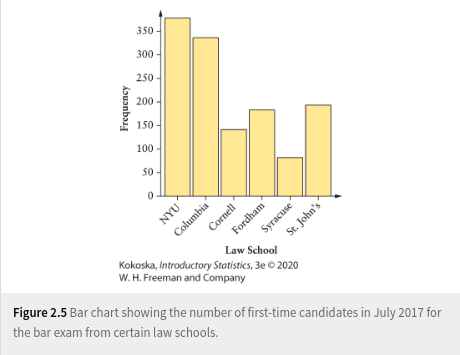 350
300
250
200
150
100
50
0
Frequency
NYU
Columbia
Cornell
Fordham
Syracuse
St. John's
Law School
Kokoska, Introductory Statistics, 3e © 2020
W. H. Freeman and Company
Figure 2.5 Bar chart showing the number of first-time candidates in July 2017 for
the bar exam from certain law schools.